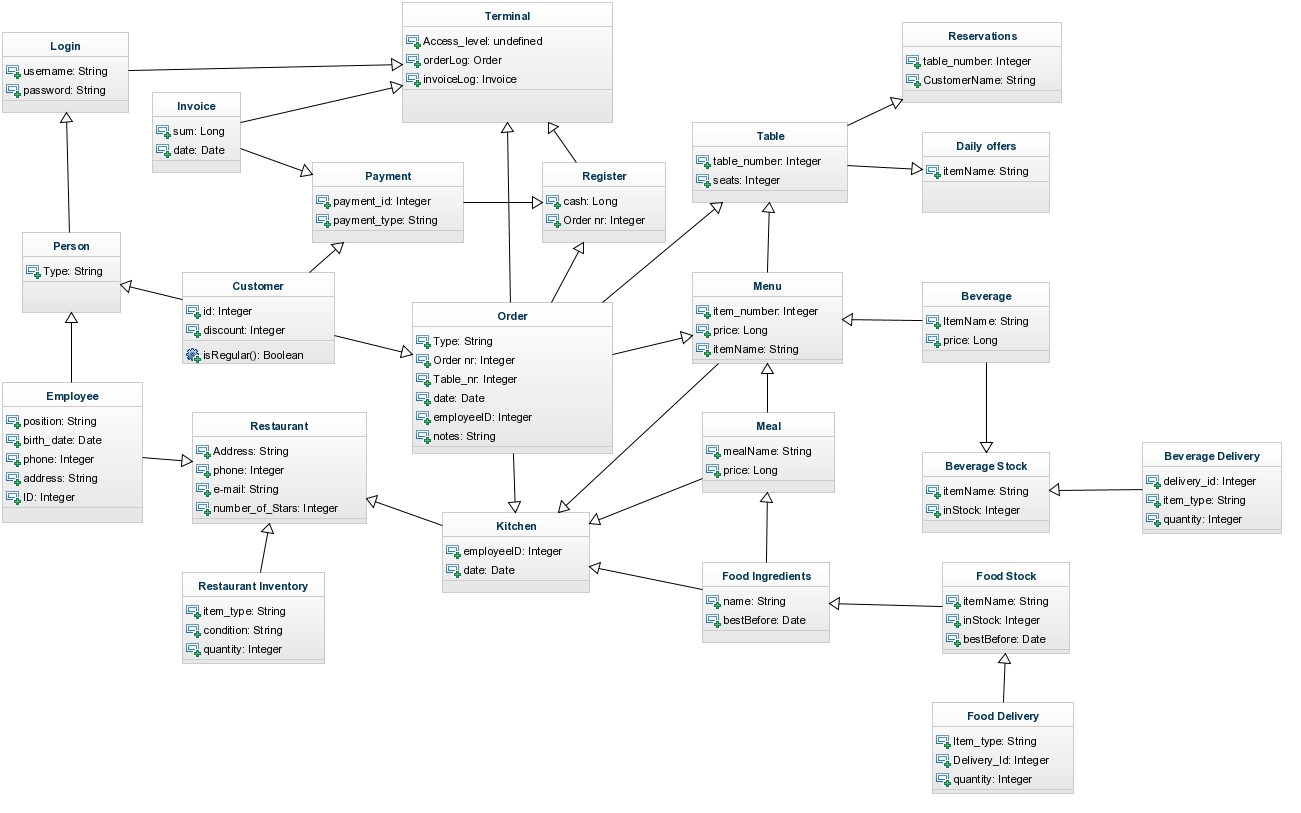 Terminal
Access_level: undefined
orderLog: Order
invoiceLog: Invoice
Reservations
table_number: Integer
CustomerName: String
Login
username: String
password: String
Invoice
sum: Long
date: Date
Table
table_number: Integer
seats: Integer
Daily offers
itemName: String
Payment
payment_id: Integer
payment_type: String
Register
cash: Long
Order nr: Integer
Person
Type: String
Customer
id: Integer
discount: Integer
isRegular(): Boolean
Menu
item_number: Integer
price: Long
itemName: String
Beverage
ItemName: String
price: Long
Order
Type: String
Order nr: Integer
Table_nr: Integer
date: Date
employeeID: Integer
notes: String
Employee
position: String
birth_date: Date
phone: Integer
address: String
ID: Integer
Restaurant
Address: String
phone: Integer
e-mail: String
number_of_Stars: Integer
Meal
mealName: String
price: Long
Beverage Stock
itemName: String
inStock: Integer
Beverage Delivery
delivery_id: Integer
item_type: String
quantity: Integer
Kitchen
employeeID: Integer
date: Date
Restaurant Inventory
item_type: String
condition: String
quantity: Integer
Food Ingredients
name: String
bestBefore: Date
Food Stock
itemName: String
inStock: Integer
bestBefore: Date
Food Delivery
Item_type: String
Delivery_Id: Integer
quantity: Integer